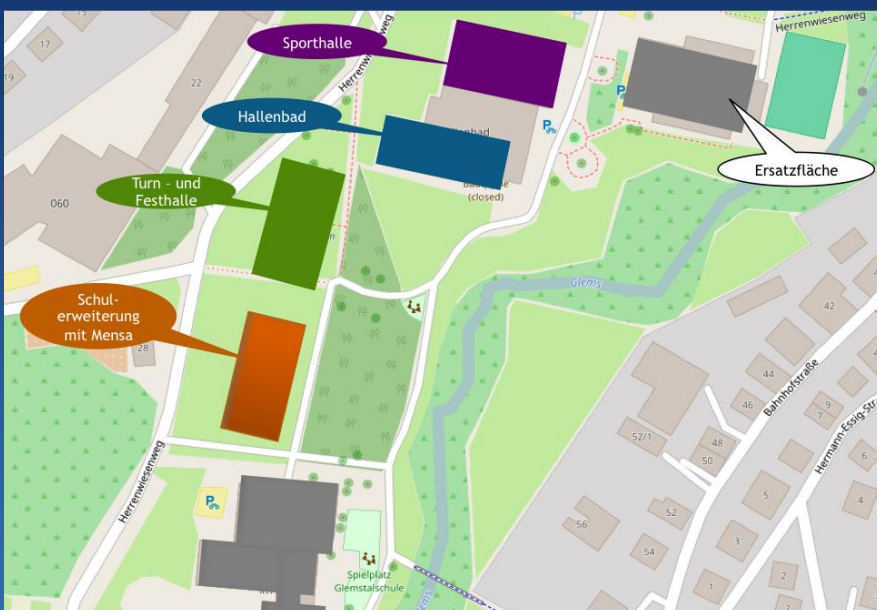 Herrenwiesenweg
Herrenwiesenweg
Sporthalle
17
19
22
Hallenbad
(closed)
Ersatzfläche
Turn - und
Festhalle
060
Glems
Schul-
erweiterung
mit Mensa
28
42
44
46
Bahnhofstraße
9
7
Hermann-Essig-Str
52/1
48
50
6
5
4
Herrenwiesenweg
52
56
54
3
1
2
Spielplatz
Glemstalschule
Glems